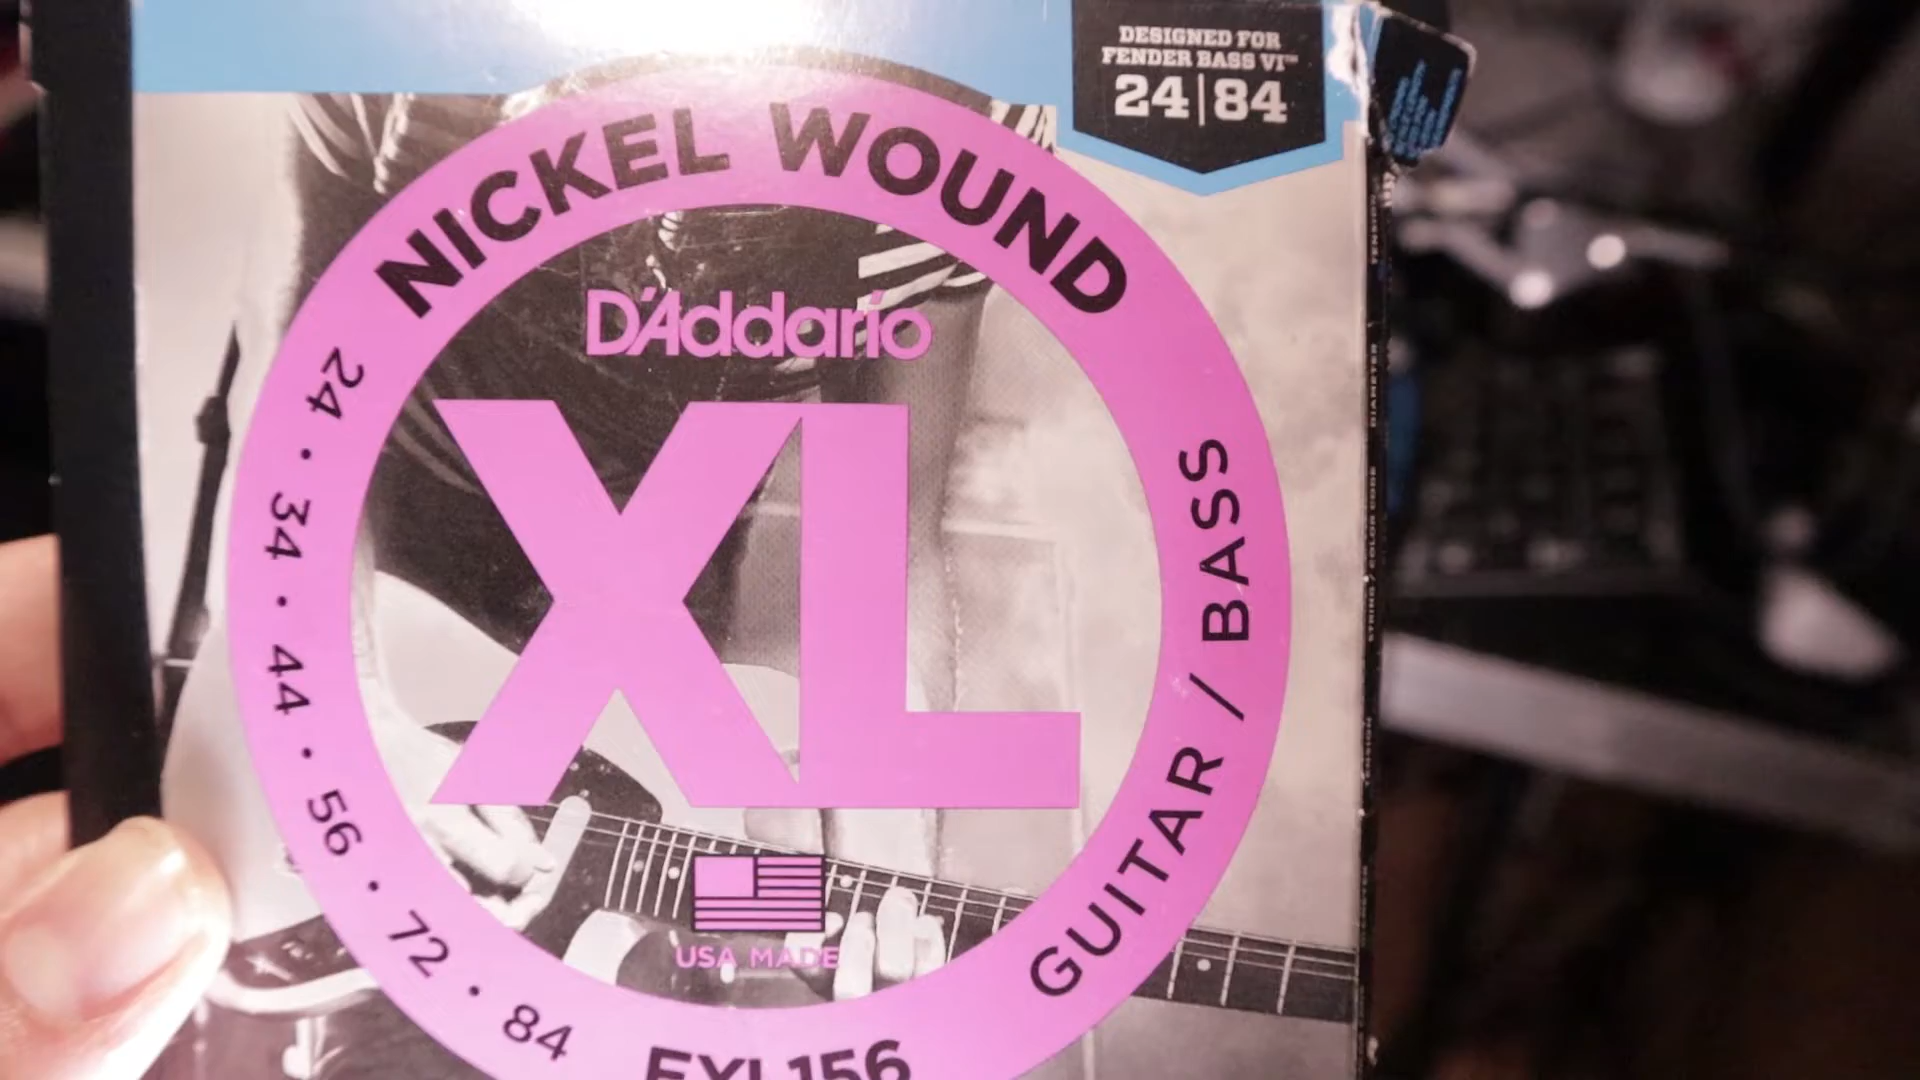 DESIGNED FOR
FENDER BASS VI™
24|84
NICKEL WOUND
D'Addario
XL
24 • 34 • 44 • 56 • 72 • 84
GUITAR / BASS
USA MADE
EXL156